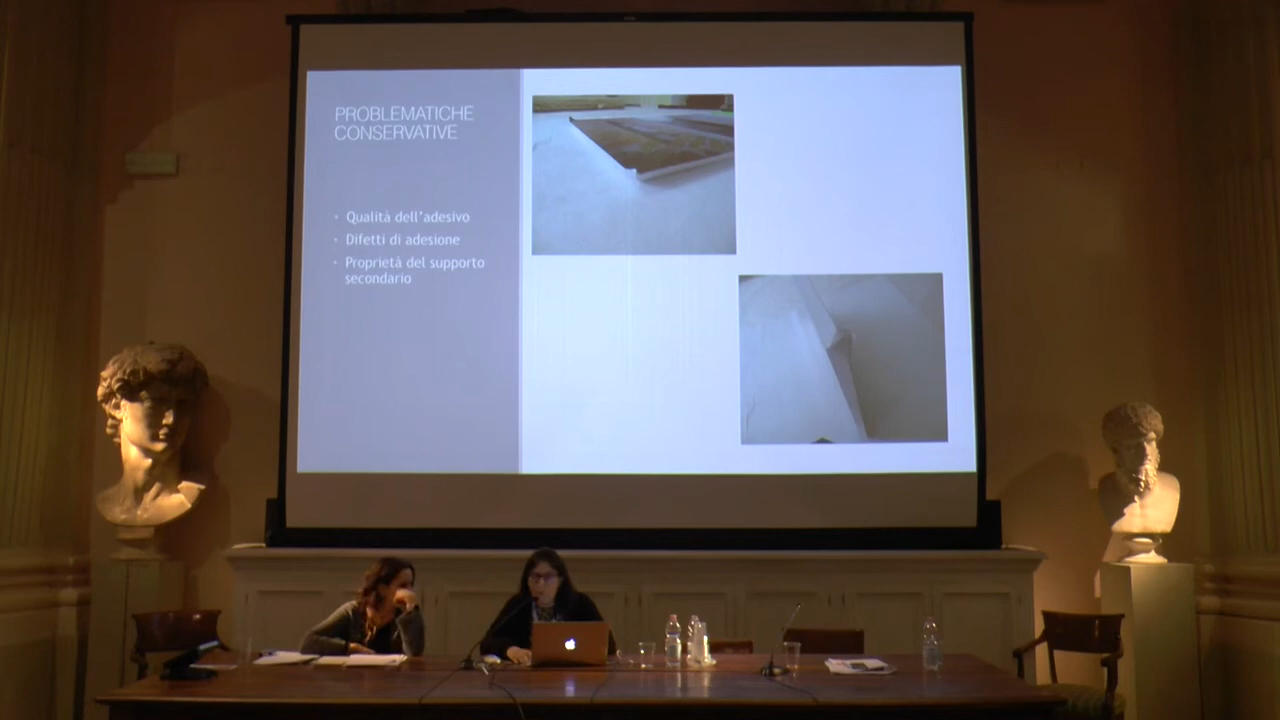 PROBLEMATICHE
CONSERVATIVE
• Qualità dell'adesivo
• Difetti di adesione
• Proprietà del supporto
secondario